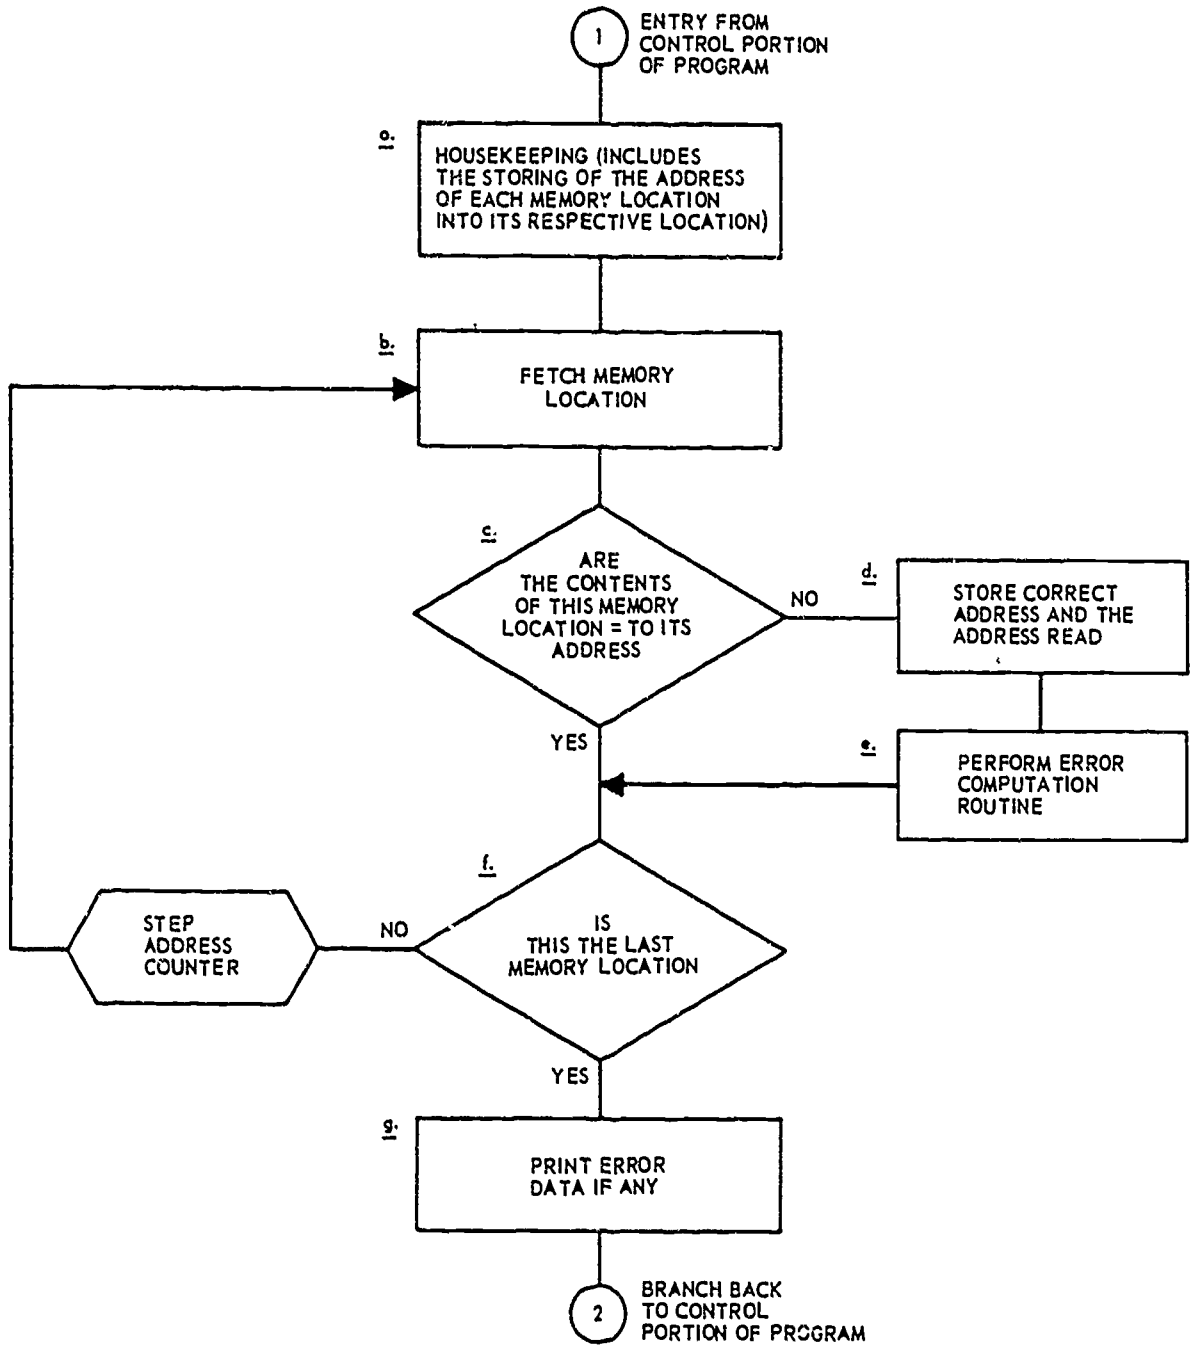 1
ENTRY FROM
CONTROL PORTION
OF PROGRAM
a.
HOUSEKEEPING (INCLUDES
THE STORING OF THE ADDRESS
OF EACH MEMORY LOCATION
INTO ITS RESPECTIVE LOCATION)
b.
FETCH MEMORY
LOCATION
c.
ARE
THE CONTENTS
OF THIS MEMORY
LOCATION = TO ITS
ADDRESS
NO
d.
STORE CORRECT
ADDRESS AND THE
ADDRESS READ
YES
e.
PERFORM ERROR
COMPUTATION
ROUTINE
f.
IS
THIS THE LAST
MEMORY LOCATION
NO
STEP
ADDRESS
COUNTER
YES
g.
PRINT ERROR
DATA IF ANY
2
BRANCH BACK
TO CONTROL
PORTION OF PROGRAM